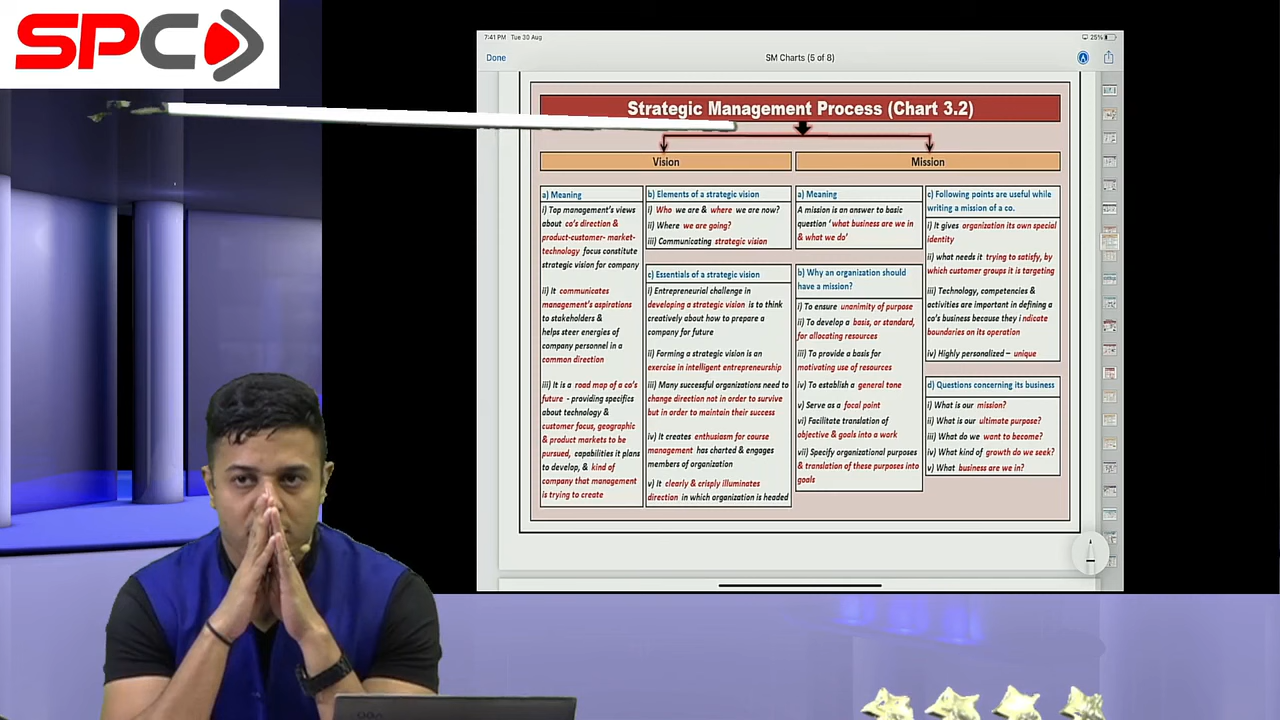 SPC
7:41 PM Tue 30 Aug
25%
Done
SM Charts (5 of 8)
Strategic Management Process (Chart 3.2)
Vision
Mission
a) Meaning
i) Top management's views
about co's direction &
product-customer- market-
technology focus constitute
strategic vision for company
ii) It communicates
management's aspirations
to stakeholders &
helps steer energies of
company personnel in a
common direction
iii) It is a road map of a co's
future - providing specifics
about technology &
customer focus, geographic
& product markets to be
pursued, capabilities it plans
to develop, & kind of
company that management
is trying to create
b) Elements of a strategic vision
i) Who we are & where we are now?
ii) Where we are going?
iii) Communicating strategic vision
c) Essentials of a strategic vision
i) Entrepreneurial challenge in
developing a strategic vision is to think
creatively about how to prepare a
company for future
ii) Forming a strategic vision is an
exercise in intelligent entrepreneurship
iii) Many successful organizations need to
change direction not in order to survive
but in order to maintain their success
iv) It creates enthusiasm for course
management has charted & engages
members of organization
v) It clearly & crisply illuminates
direction in which organization is headed
a) Meaning
A mission is an answer to basic
question 'what business are we in
& what we do'
b) Why an organization should
have a mission?
i) To ensure unanimity of purpose
ii) To develop a basis, or standard,
for allocating resources
iii) To provide a basis for
motivating use of resources
iv) To establish a general tone
v) Serve as a focal point
vi) Facilitate translation of
objective & goals into a work
vii) Specify organizational purposes
& translation of these purposes into
goals
c) Following points are useful while
writing a mission of a co.
i) It gives organization its own special
identity
ii) what needs it trying to satisfy, by
which customer groups it is targeting
iii) Technology, competencies &
activities are important in defining a
co's business because they i ndicate
boundaries on its operation
iv) Highly personalized – unique
d) Questions concerning its business
i) What is our mission?
ii) What is our ultimate purpose?
iii) What do we want to become?
iv) What kind of growth do we seek?
v) What business are we in?